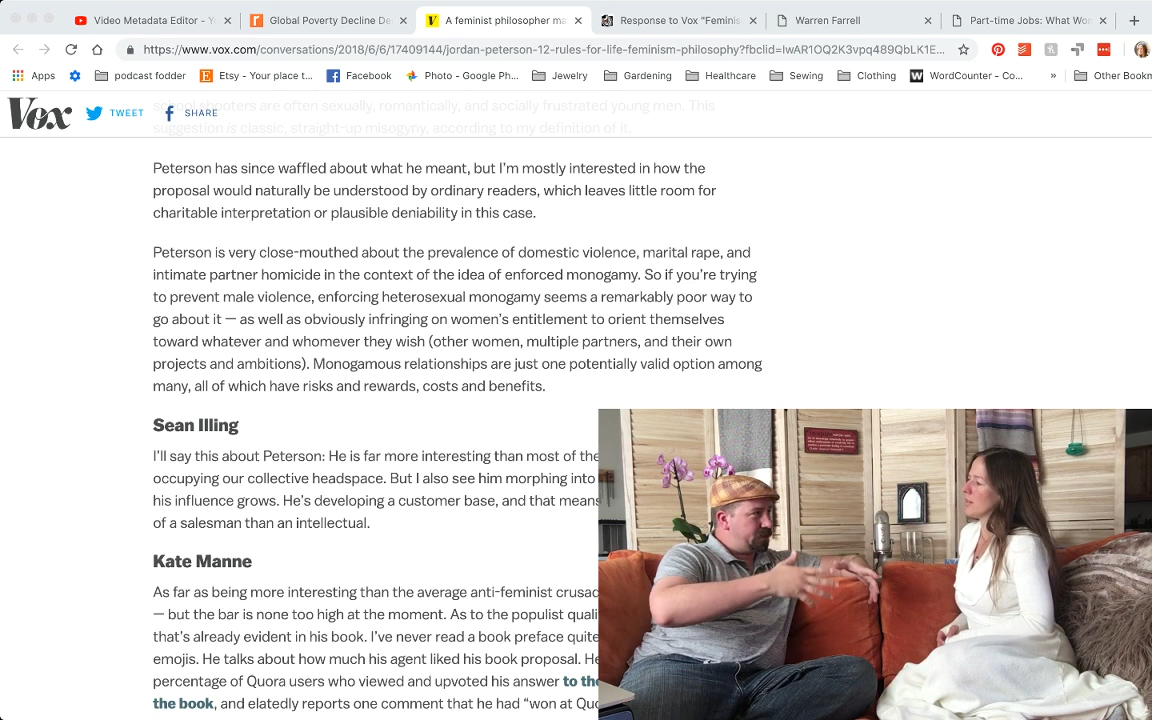 Video Metadata Editor - Y
Global Poverty Decline De
A feminist philosopher ma
Response to Vox "Feminis
Warren Farrell
Part-time Jobs: What Wo
https://www.vox.com/conversations/2018/6/6/17409144/jordan-peterson-12-rules-for-life-feminism-philosophy?fbclid=IwAR1OQ2K3vpq489QbLK1E...
Apps
podcast fodder
Etsy - Your place t...
Facebook
Photo - Google Ph...
Jewelry
Gardening
Healthcare
Sewing
Clothing
WordCounter - Co...
»
Other Bookm
Vox
TWEET
SHARE
school shooters are often sexually, romantically, and socially frustrated young men. This
suggestion is classic, straight-up misogyny, according to my definition of it.
Peterson has since waffled about what he meant, but I'm mostly interested in how the
proposal would naturally be understood by ordinary readers, which leaves little room for
charitable interpretation or plausible deniability in this case.
Peterson is very close-mouthed about the prevalence of domestic violence, marital rape, and
intimate partner homicide in the context of the idea of enforced monogamy. So if you're trying
to prevent male violence, enforcing heterosexual monogamy seems a remarkably poor way to
go about it — as well as obviously infringing on women's entitlement to orient themselves
toward whatever and whomever they wish (other women, multiple partners, and their own
projects and ambitions). Monogamous relationships are just one potentially valid option among
many, all of which have risks and rewards, costs and benefits.
Sean Illing
I'll say this about Peterson: He is far more interesting than most of the
occupying our collective headspace. But I also see him morphing into
his influence grows. He's developing a customer base, and that means
of a salesman than an intellectual.
Kate Manne
As far as being more interesting than the average anti-feminist crusad
— but the bar is none too high at the moment. As to the populist quali
that's already evident in his book. I've never read a book preface quite
emojis. He talks about how much his agent liked his book proposal. He
percentage of Quora users who viewed and upvoted his answer to the
the book, and elatedly reports one comment that he had "won at Quo